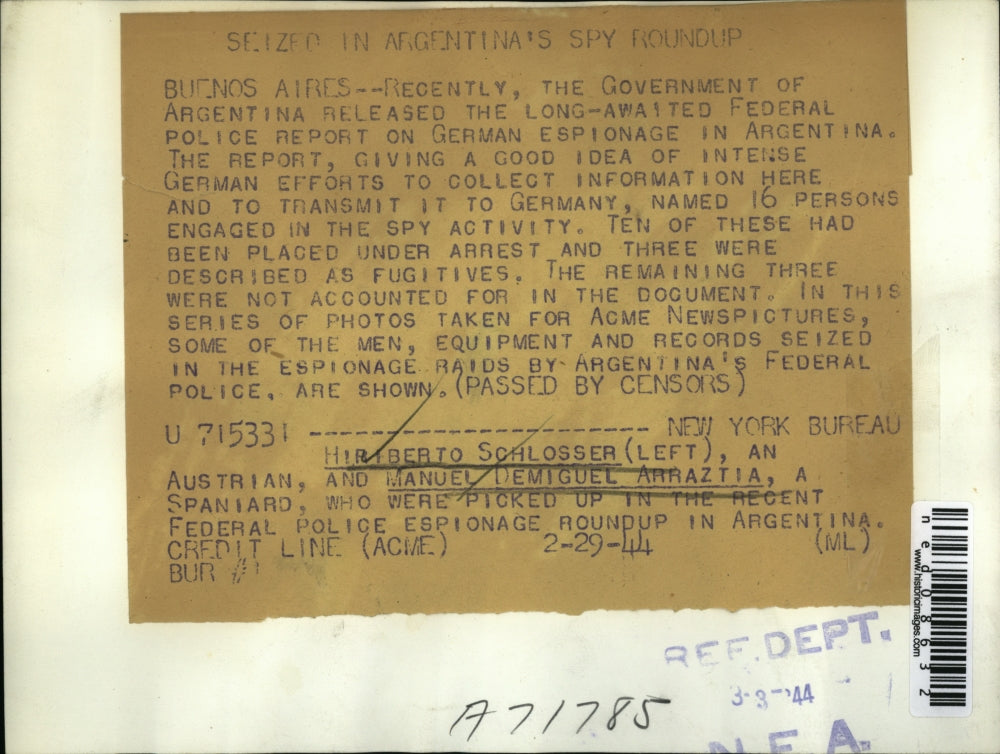 SEIZED IN ARGENTINA'S SPY ROUNDUP
BUENOS AIRES--RECENTLY, THE GOVERNMENT OF
ARGENTINA RELEASED THE LONG-AWAITED FEDERAL
POLICE REPORT ON GERMAN ESPIONAGE IN ARGENTINA.
THE REPORT, GIVING A GOOD IDEA OF INTENSE
GERMAN EFFORTS TO COLLECT INFORMATION HERE
AND TO TRANSMIT IT TO GERMANY, NAMED 16 PERSONS
ENGAGED IN THE SPY ACTIVITY. TEN OF THESE HAD
BEEN PLACED UNDER ARREST AND THREE WERE
DESCRIBED AS FUGITIVES. THE REMAINING THREE
WERE NOT ACCOUNTED FOR IN THE DOCUMENT. IN THIS
SERIES OF PHOTOS TAKEN FOR ACME NEWSPICTURES,
SOME OF THE MEN, EQUIPMENT AND RECORDS SEIZED
IN THE ESPIONAGE RAIDS BY ARGENTINA'S FEDERAL
POLICE, ARE SHOWN. (PASSED BY CENSORS)
U 715331 ----------------------- NEW YORK BUREAU
SCHLOSSER (LEFT), AN
AUSTRIAN, AND MANUEL DEMIGUEL ARRAZTIA, A
SPANIARD, WHO WERE PICKED UP IN THE RECENT
FEDERAL POLICE ESPIONAGE ROUNDUP IN ARGENTINA.
CREDIT LINE (ACME) 2-29-44 (ML)
BUR #1
REF. DEPT.
3-3-'44
N.E.A.
A71785
www.historicimages.com
ned08632